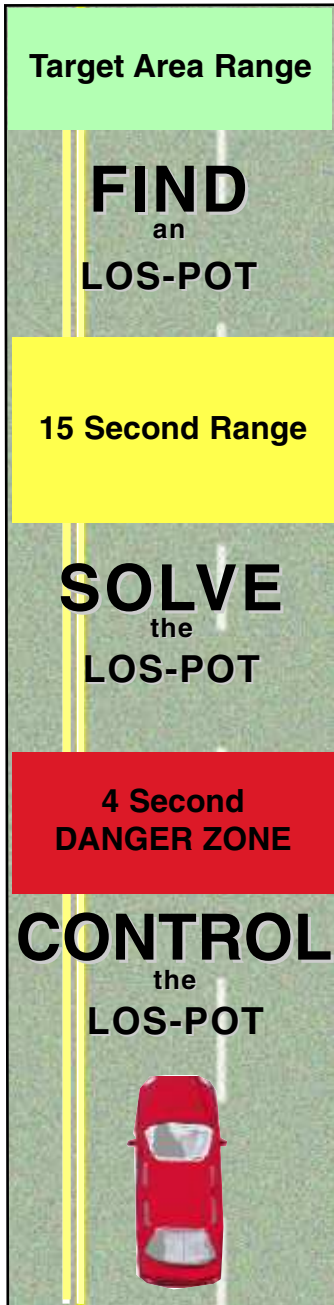 Target Area Range
FIND
an
LOS-POT
15 Second Range
SOLVE
the
LOS-POT
4 Second
DANGER ZONE
CONTROL
the
LOS-POT